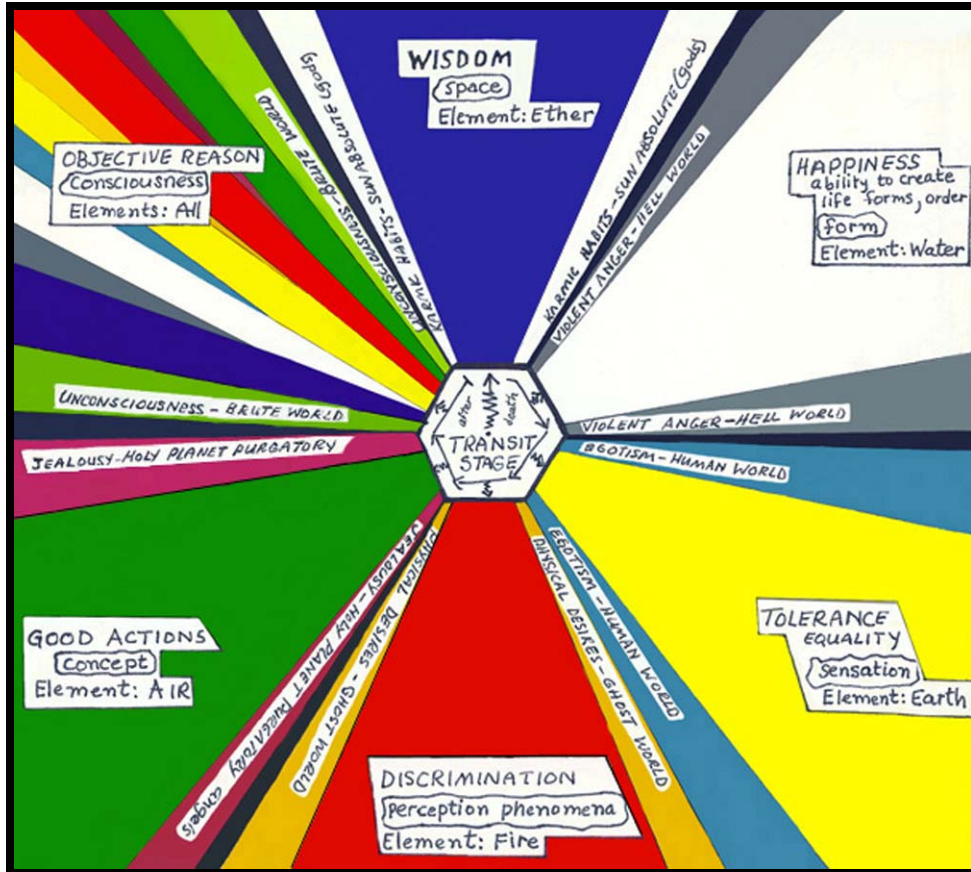 WISDOM
space
Element: Ether
KARMIC HABITS - SUN ABSOLUTE (gods)
VIOLENT ANGER - HELL WORLD
HAPPINESS
ability to create
life forms, order
form
Element: Water
VIOLENT ANGER - HELL WORLD
EGOTISM - HUMAN WORLD
TOLERANCE
EQUALITY
sensation
Element: Earth
EGOTISM - HUMAN WORLD
PHYSICAL DESIRES - GHOST WORLD
DISCRIMINATION
Perception phenomena
Element: Fire
PHYSICAL DESIRES - GHOST WORLD
JEALOUSY - HOLY PLANET PURGATORY angels
GOOD ACTIONS
concept
Element: AIR
JEALOUSY - HOLY PLANET PURGATORY
UNCONSCIOUSNESS - BRUTE WORLD
OBJECTIVE REASON
Consciousness
Elements: All
UNCONSCIOUSNESS - BRUTE WORLD
KARMIC HABITS - SUN ABSOLUTE (gods)
after death
TRANSIT
STAGE